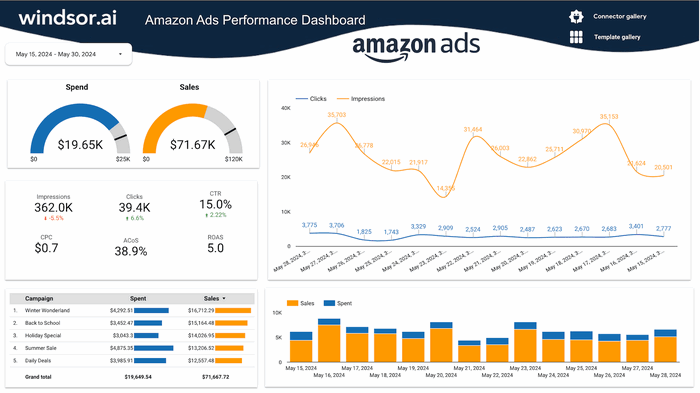 windsor.ai
Amazon Ads Performance Dashboard
Connector gallery
Template gallery
May 15, 2024 - May 30, 2024
amazon ads
Spend
$19.65K
$0
$25K
Sales
$71.67K
$0
$120K
Impressions
362.0K
-5.5%
Clicks
39.4K
6.6%
CTR
15.0%
2.22%
CPC
$0.7
ACoS
38.9%
ROAS
5.0
Clicks Impressions
40K
30K
20K
10K
0
35,703
26,778
22,015
21,917
31,464
26,003
22,862
25,711
30,970
35,153
20,501
3,775 3,706 1,825 1,743 3,329 2,909 2,524 2,905 2,487 2,623 2,670 2,683 3,401 2,777
May 28, 2024, 3...
May 27, 2024, 3...
May 26, 2024, 3...
May 25, 2024, 3...
May 24, 2024, 3...
May 23, 2024, 3...
May 22, 2024, 3...
May 21, 2024, 3...
May 20, 2024, 3...
May 19, 2024, 3...
May 18, 2024, 3...
May 17, 2024, 3...
May 16, 2024, 3...
May 15, 2024, 3...
Campaign Spent Sales
1. Winter Wonderland $4,292.51 $16,712.29
2. Back to School $3,452.47 $15,164.48
3. Holiday Special $3,043.3 $14,026.95
4. Summer Sale $4,875.35 $13,206.52
5. Daily Deals $3,985.91 $12,557.48
Grand total $19,649.54 $71,667.72
Sales Spent
10K
5K
0
May 15, 2024 May 17, 2024 May 19, 2024 May 21, 2024 May 23, 2024 May 25, 2024 May 27, 2024
May 16, 2024 May 18, 2024 May 20, 2024 May 22, 2024 May 24, 2024 May 26, 2024 May 28, 2024